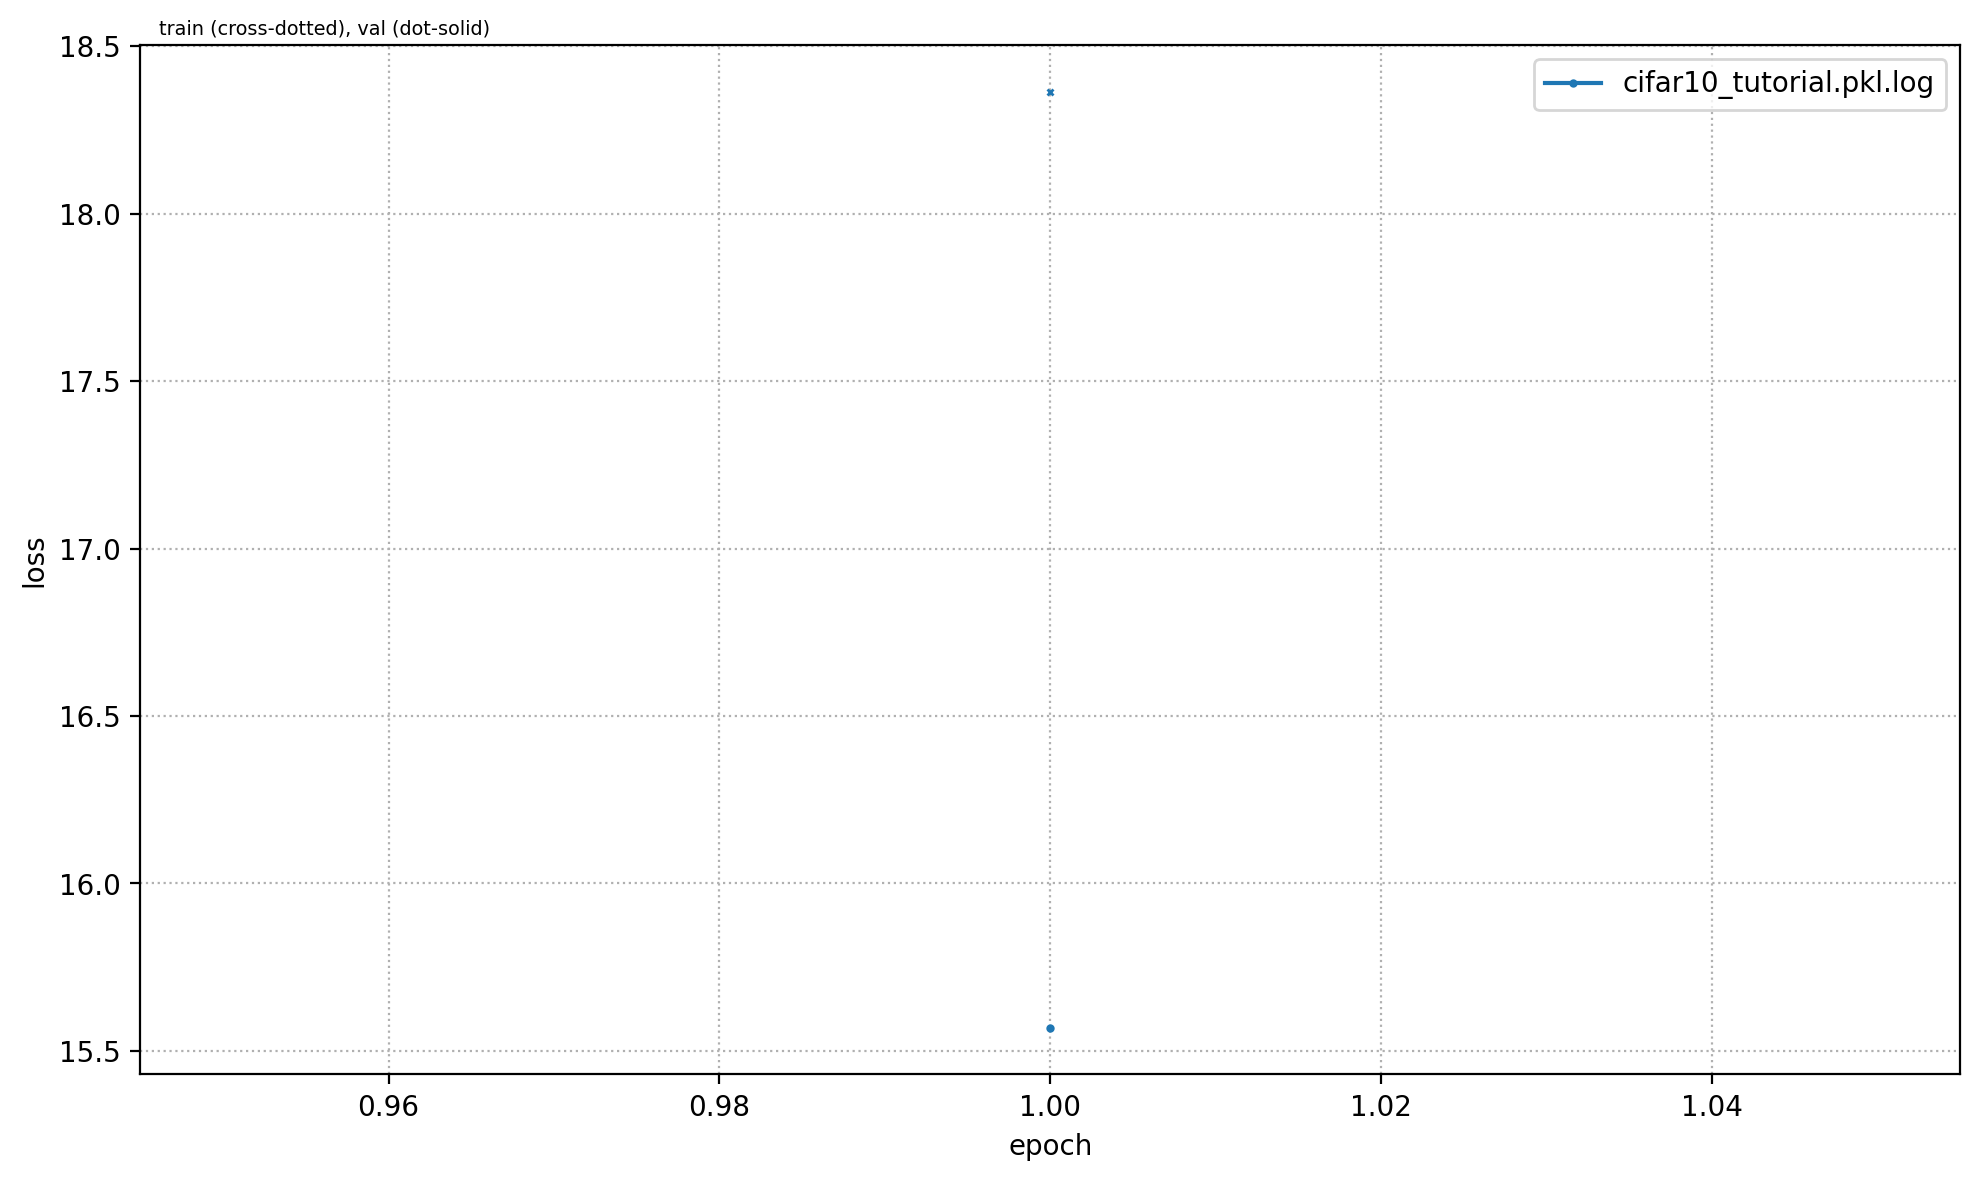 train (cross-dotted), val (dot-solid)
cifar10_tutorial.pkl.log
18.5
18.0
17.5
17.0
16.5
16.0
15.5
loss
0.96 0.98 1.00 1.02 1.04
epoch